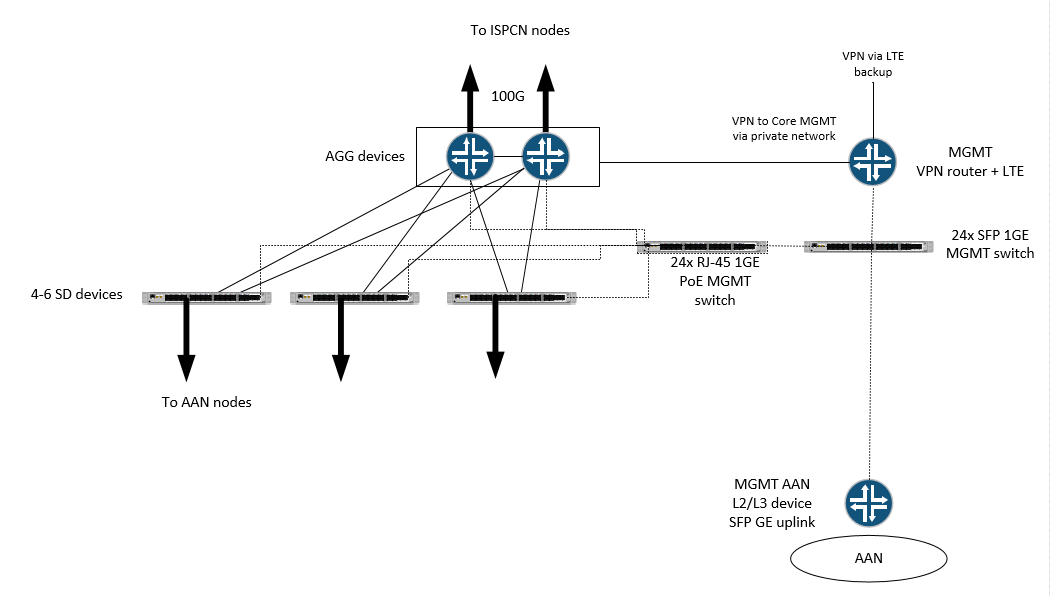 To ISPCN nodes
VPN via LTE
backup
100G
VPN to Core MGMT
via private network
AGG devices
MGMT
VPN router + LTE
24x SFP 1GE
MGMT switch
24x RJ-45 1GE
PoE MGMT
switch
4-6 SD devices
To AAN nodes
MGMT AAN
L2/L3 device
SFP GE uplink
AAN